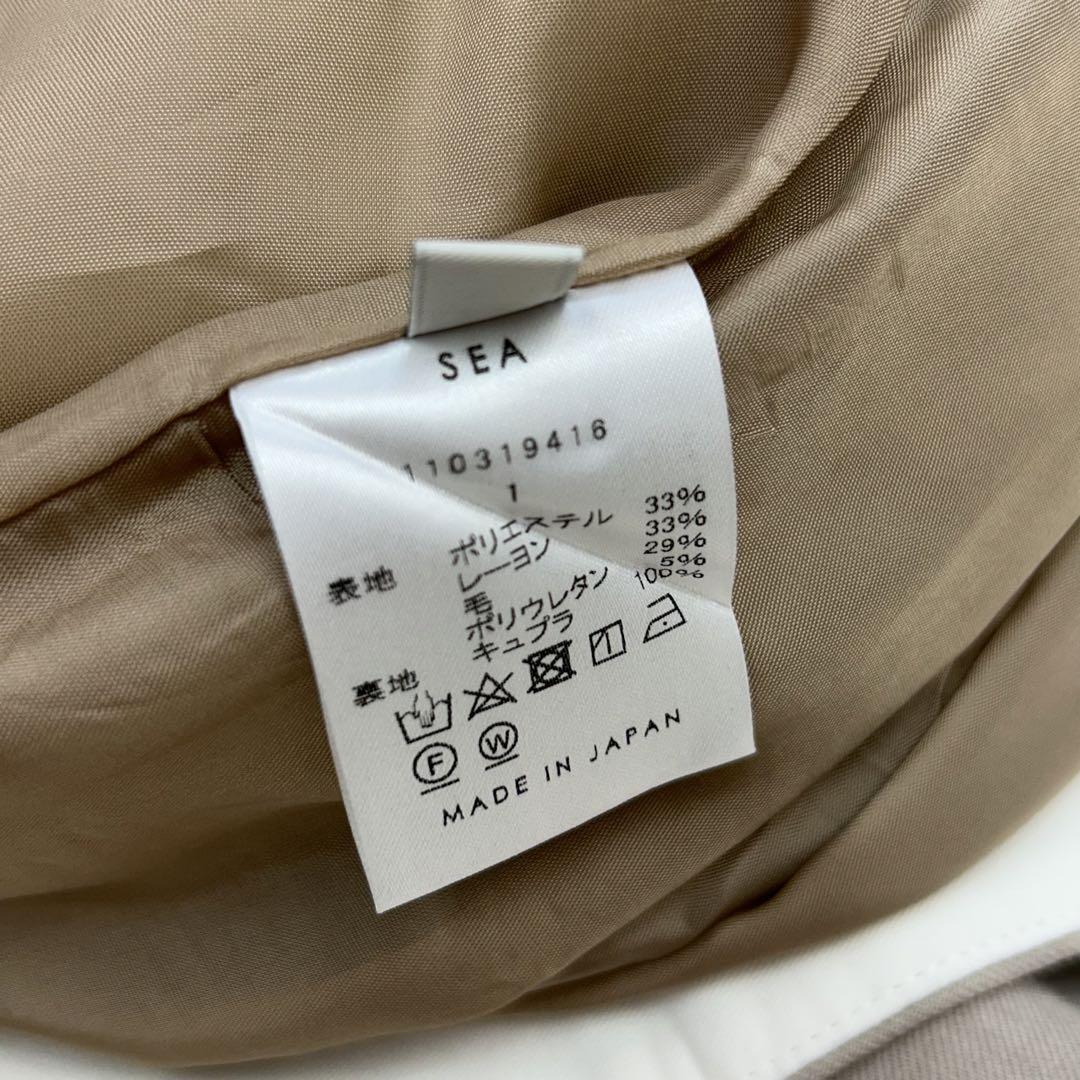 SEA
110319416
1
表地 ポリエステル 33%
レーヨン 33%
毛 29%
ポリウレタン 5%
裏地 キュプラ 100%
F W
MADE IN JAPAN